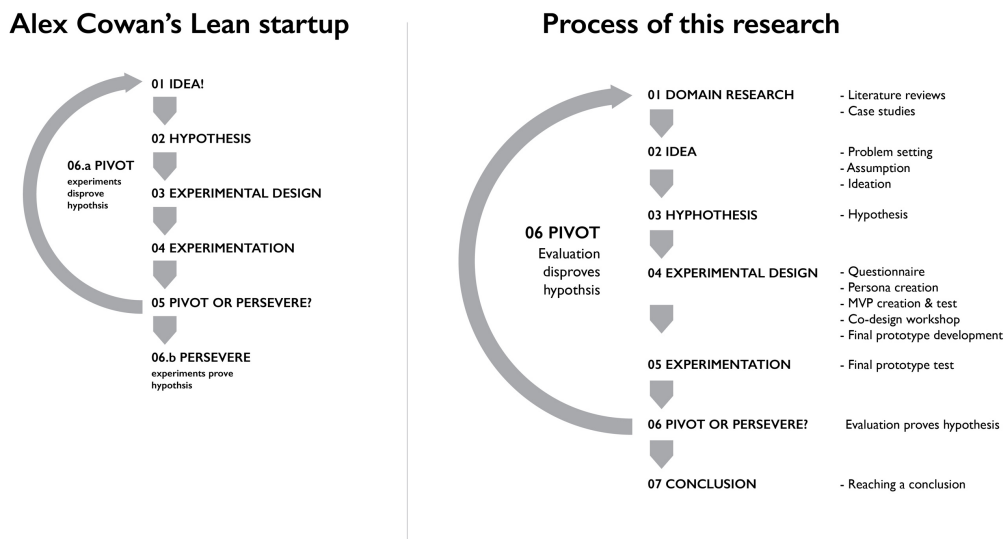 Alex Cowan's Lean startup
01 IDEA!
02 HYPOTHESIS
06.a PIVOT
experiments
disprove
hypothsis
03 EXPERIMENTAL DESIGN
04 EXPERIMENTATION
05 PIVOT OR PERSEVERE?
06.b PERSEVERE
experiments prove
hypothsis
Process of this research
01 DOMAIN RESEARCH
- Literature reviews
- Case studies
02 IDEA
- Problem setting
- Assumption
- Ideation
03 HYPHOTHESIS
- Hypothesis
06 PIVOT
Evaluation
disproves
hypothsis
04 EXPERIMENTAL DESIGN
- Questionnaire
- Persona creation
- MVP creation & test
- Co-design workshop
- Final prototype development
05 EXPERIMENTATION
- Final prototype test
06 PIVOT OR PERSEVERE?
Evaluation proves hypothesis
07 CONCLUSION
- Reaching a conclusion